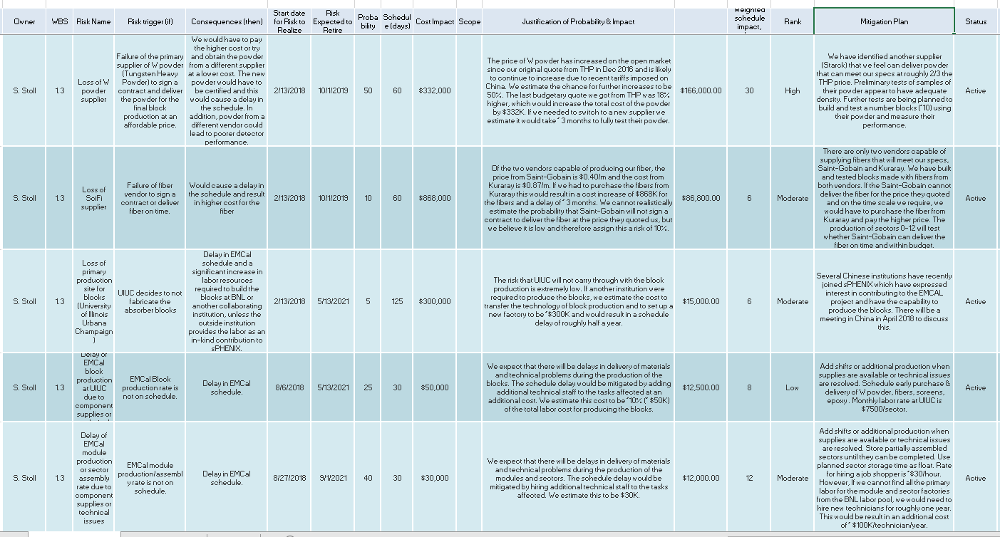 Owner
WBS
Risk Name
Risk trigger (if)
Consequences (then)
Start date
for Risk to
Realize
Risk
Expected to
Retire
Proba
bility
Schedul
e (days)
Cost Impact
Scope
Justification of Probability & Impact
weighted
schedule
impact,
Rank
Mitigation Plan
Status
S. Stoll
1.3
Loss of W
powder
supplier
Failure of the primary
supplier of W powder
(Tungsten Heavy
Powder) to sign a
contract and deliver
the powder for the
final block
production at an
affordable price.
We would have to pay
the higher cost or try
and obtain the powder
from a different supplier
at a lower cost. The new
powder would have to
be certified and this
would cause a delay in
the schedule. In
addition, powder from a
different vendor could
lead to poorer detector
performance.
2/13/2018
10/1/2019
50
60
$332,000
The price of W powder has increased on the open market
since our original quote from THP in Dec 2016 and is likely
to continue to increase due to recent tariffs imposed on
China. We estimate the chance for further increases to be
50%. The last budgetary quote we got from THP was 18%
higher, which would increase the total cost of the powder
by $332K. If we needed to switch to a new supplier we
estimate it would take ~3 months to fully test their powder.
$166,000.00
30
High
We have identified another supplier
(Starck) that we feel can deliver powder
that can meet our specs at roughly 2/3 the
THP price. Preliminary tests of samples of
their powder appear to have adequate
density. Further tests are being planned to
build and test a number blocks (~10) using
their powder and measure their
performance.
Active
S. Stoll
1.3
Loss of
SciFi
supplier
Failure of fiber
vendor to sign a
contract or deliver
fiber on time.
Would cause a delay in
the schedule and result
in higher cost for the
fiber
2/13/2018
10/1/2019
10
60
$868,000
Of the two vendors capable of producing our fiber, the
price from Saint-Gobain is $0.40/m and the cost from
Kuraray is $0.87/m. If we had to purchase the fibers from
Kuraray this would result in a cost increase of $868K for
the fibers and a delay of ~3 months. We cannot realistically
estimate the probability that Saint-Gobain will not sign a
contract to deliver the fiber at the price they quoted us, but
we believe it is low and therefore assign this a risk of 10%.
$86,800.00
6
Moderate
There are only two vendors capable of
supplying fibers that will meet our specs,
Saint-Gobain and Kuraray. We have built
and tested blocks made with fibers from
both vendors. If the Saint-Gobain cannot
deliver the fiber for the price they quoted
and on the time scale we require, we
would have to purchase the fiber from
Kuraray and pay the higher price. The
production of sectors 0-12 will test
whether Saint-Gobain can deliver the
fiber on time and within budget.
Active
S. Stoll
1.3
Loss of
primary
production
site for
blocks
(University
of Illinois
Urbana
Champaign
)
UIUC decides to not
fabricate the
absorber blocks
Delay in EMCal
schedule and a
significant increase in
labor resources
required to build the
blocks at BNL or
another collaborating
institution, unless the
outside institution
provides the labor as an
in-kind contribution to
sPHENIX.
2/13/2018
5/13/2021
5
125
$300,000
The risk that UIUC will not carry through with the block
production is extremely low. If another institution were
required to produce the blocks, we estimate the cost to
transfer the technology of block production and to set up a
new factory to be ~$300K and would result in a schedule
delay of roughly half a year.
$15,000.00
6
Moderate
Several Chinese institutions have recently
joined sPHENIX which have expressed
interest in contributing to the EMCAL
project and have the capability to
produce the blocks. There will be a
meeting in China in April 2018 to discuss
this.
Active
S. Stoll
1.3
Delay of
EMCal
block
production
at UIUC
due to
component
supplies or
EMCal Block
production rate is
not on schedule.
Delay in EMCal
schedule.
8/6/2018
5/13/2021
25
30
$50,000
We expect that there will be delays in delivery of materials
and technical problems during the production of the
blocks. The schedule delay would be mitigated by adding
additional technical staff to the tasks affected at an
additional cost. We estimate this cost to be ~10% (~$50K)
of the total labor cost for producing the blocks.
$12,500.00
8
Low
Add shifts or additional production when
supplies are available or technical issues
are resolved. Schedule early purchase &
delivery of W powder, fibers, screens,
epoxy. Monthly labor rate at UIUC is
$7500/sector.
Active
S. Stoll
1.3
Delay of
EMCal
module
production
or sector
assembly
rate due to
component
supplies or
technical
issues
EMCal module
production/assembl
y rate is not on
schedule.
Delay in EMCal
schedule.
8/27/2018
9/1/2021
40
30
$30,000
We expect that there will be delays in delivery of materials
and technical problems during the production of the
modules and sectors. The schedule delay would be
mitigated by hiring additional technical staff to the tasks
affected. We estimate this to be $30K.
$12,000.00
12
Moderate
Add shifts or additional production when
supplies are available or technical issues
are resolved. Store partially assembled
sectors until they can be completed. Use
planned sector storage time as float. Rate
for hiring a job shopper is ~$30/hour.
However, If we cannot find all the primary
labor for the module and sector factories
from the BNL labor pool, we would need to
hire new technicians for roughly one year.
This would be result in an additional cost
of ~$100K/technician/year.
Active